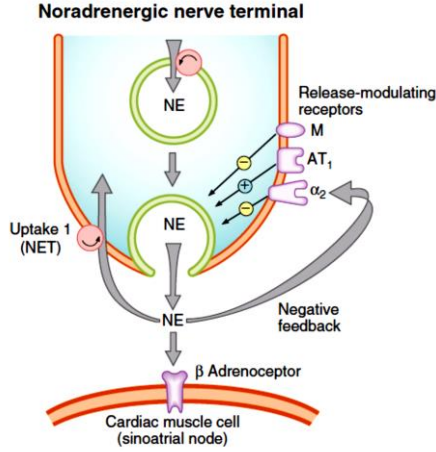 Noradrenergic nerve terminal
NE
Release-modulating
receptors
M
−
AT1
+
α2
−
NE
Uptake 1
(NET)
Negative
feedback
NE
β Adrenoceptor
Cardiac muscle cell
(sinoatrial node)